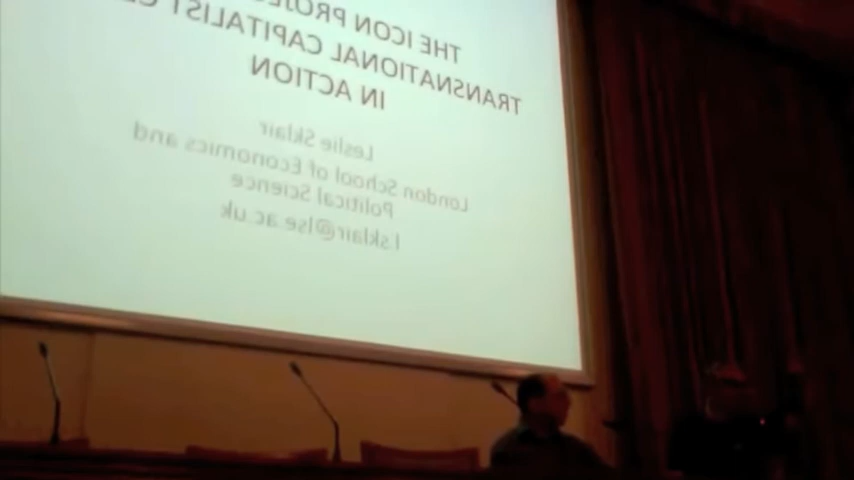 THE ICON
TRANSNATIONAL CAPITALIST
IN ACTION
Leslie Sklair
London School of Economics and
Political Science
l.sklair@lse.ac.uk